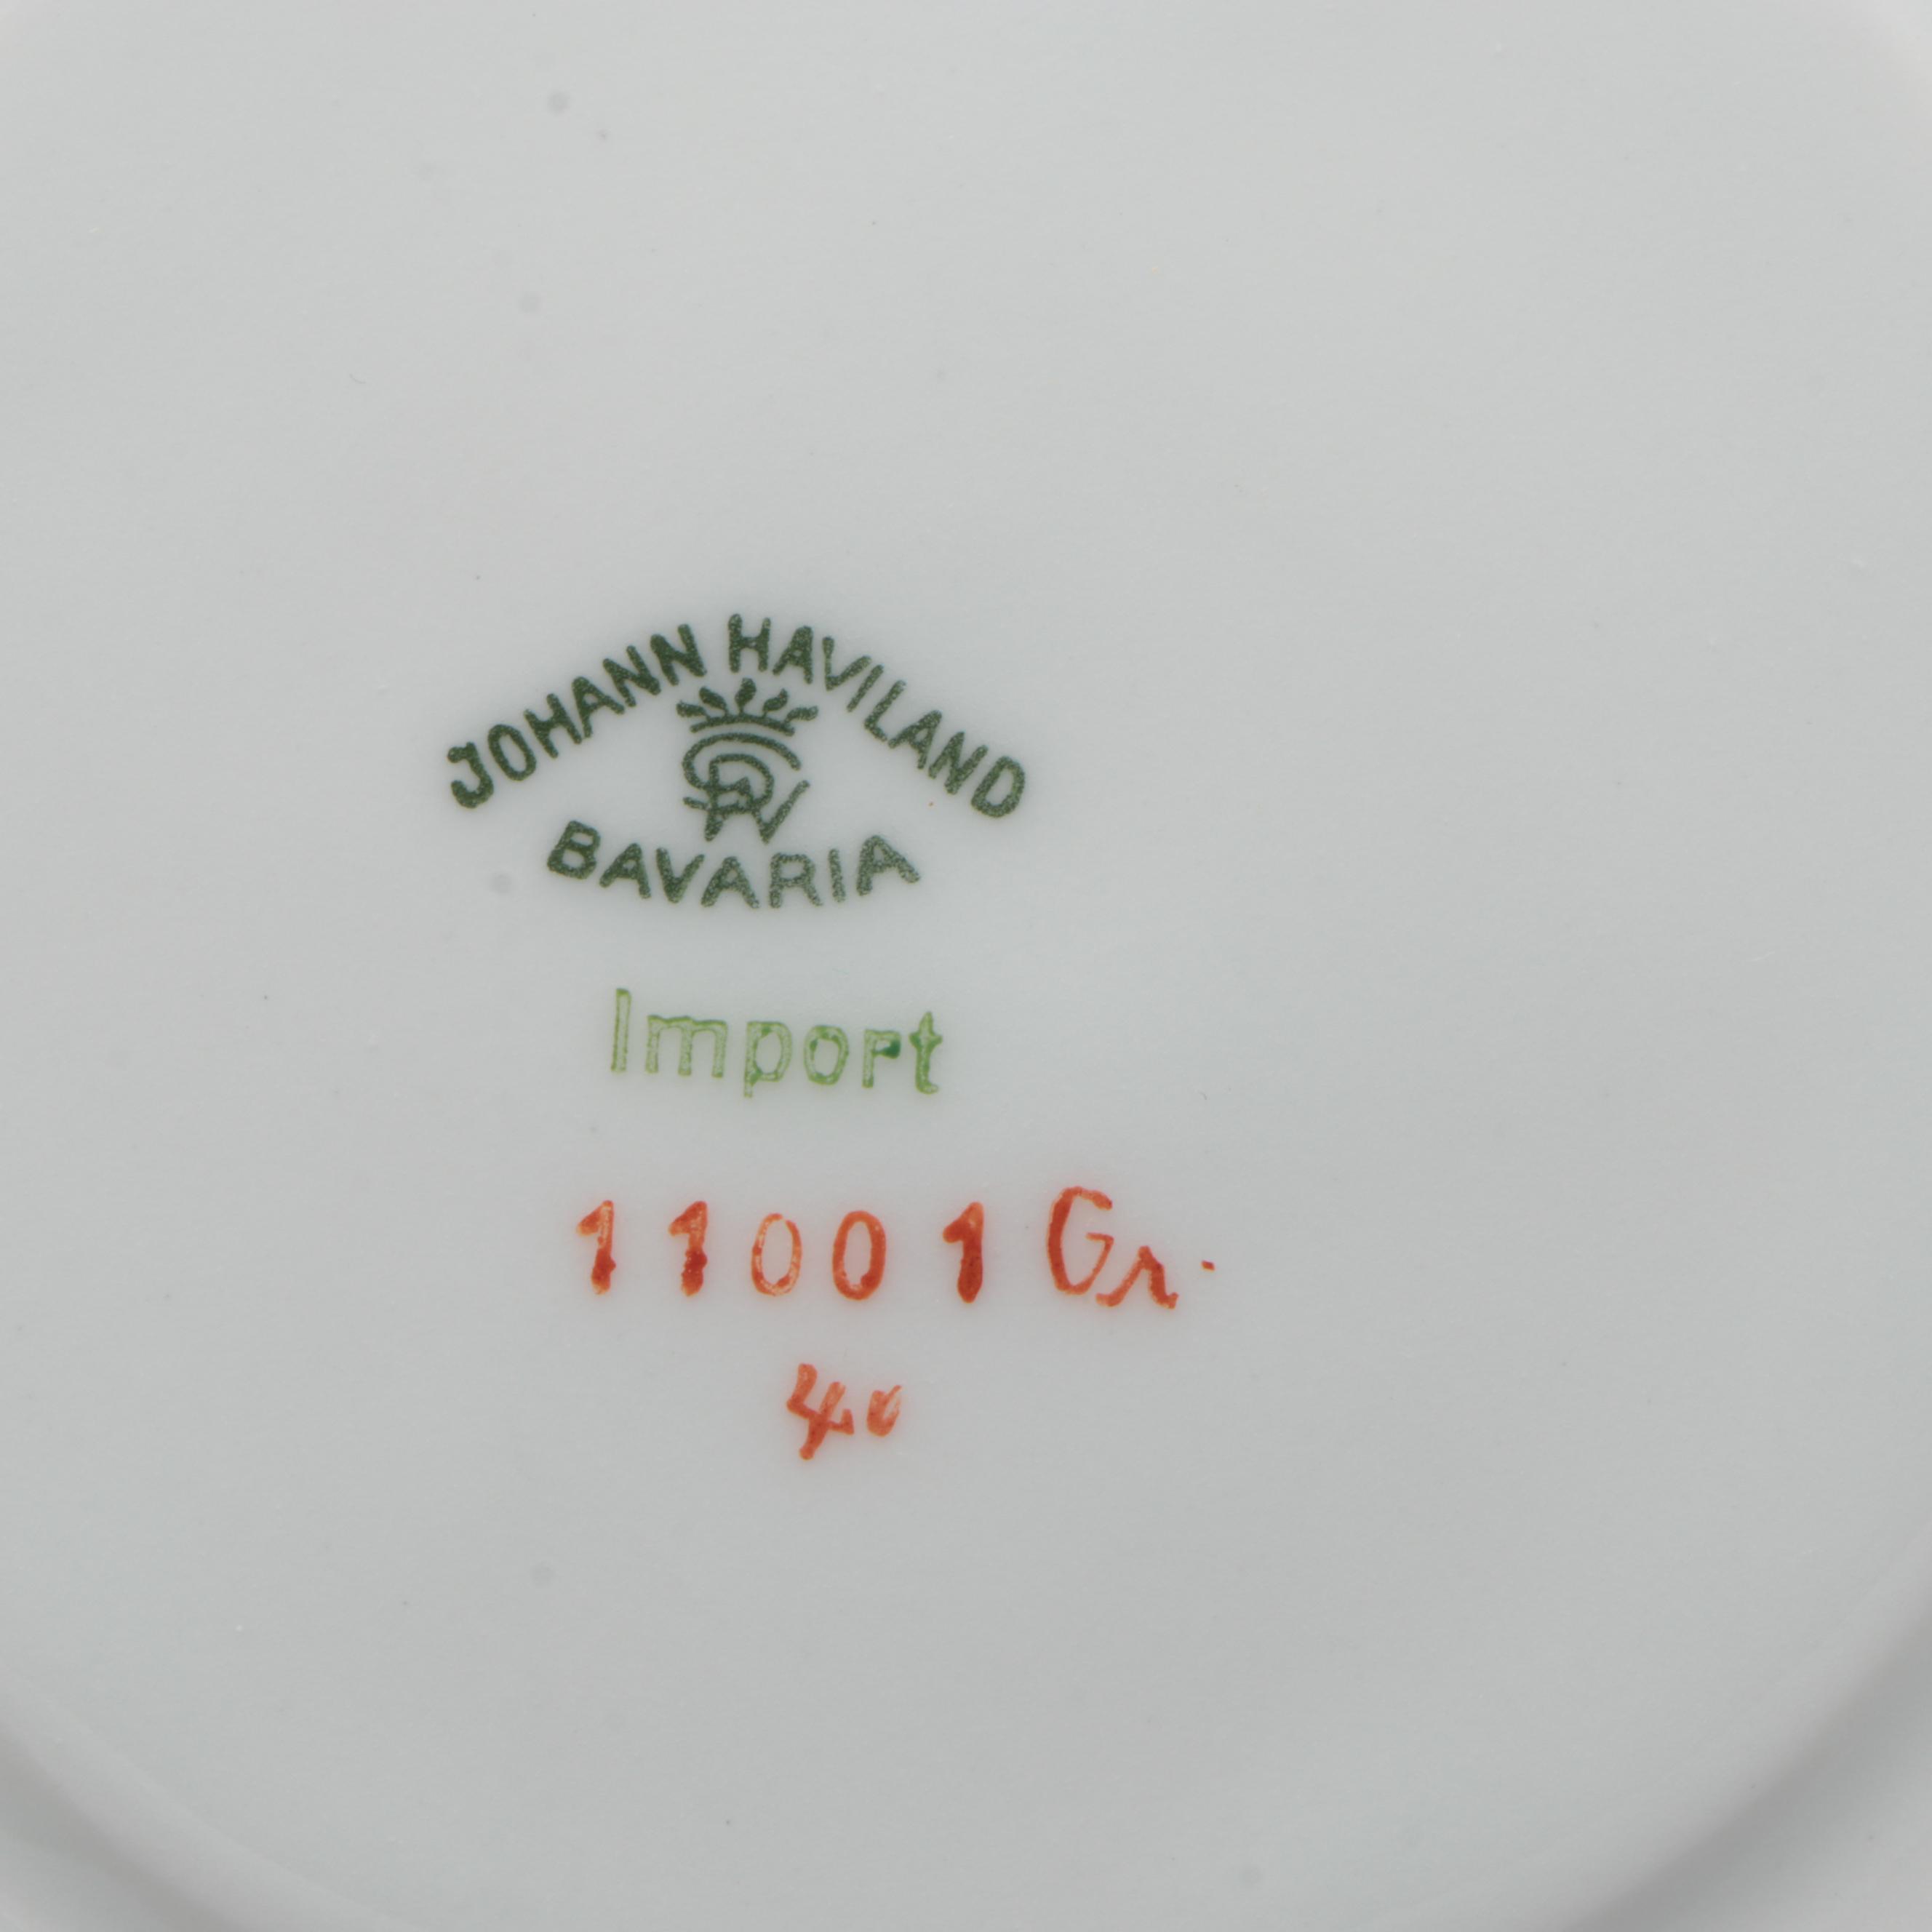 JOHANN HAVILAND
BAVARIA
Import
11001 Gr.
40